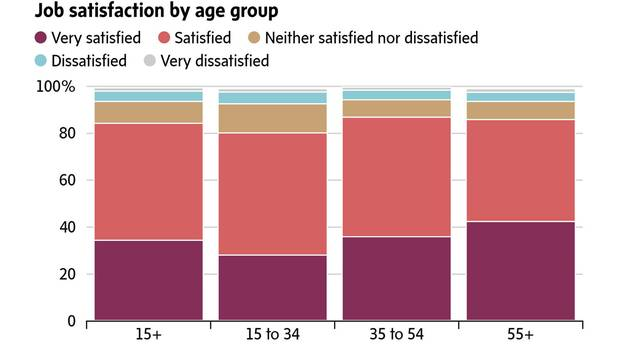 Job satisfaction by age group
Very satisfied Satisfied Neither satisfied nor dissatisfied
Dissatisfied Very dissatisfied
100%
80
60
40
20
0
15+ 15 to 34 35 to 54 55+